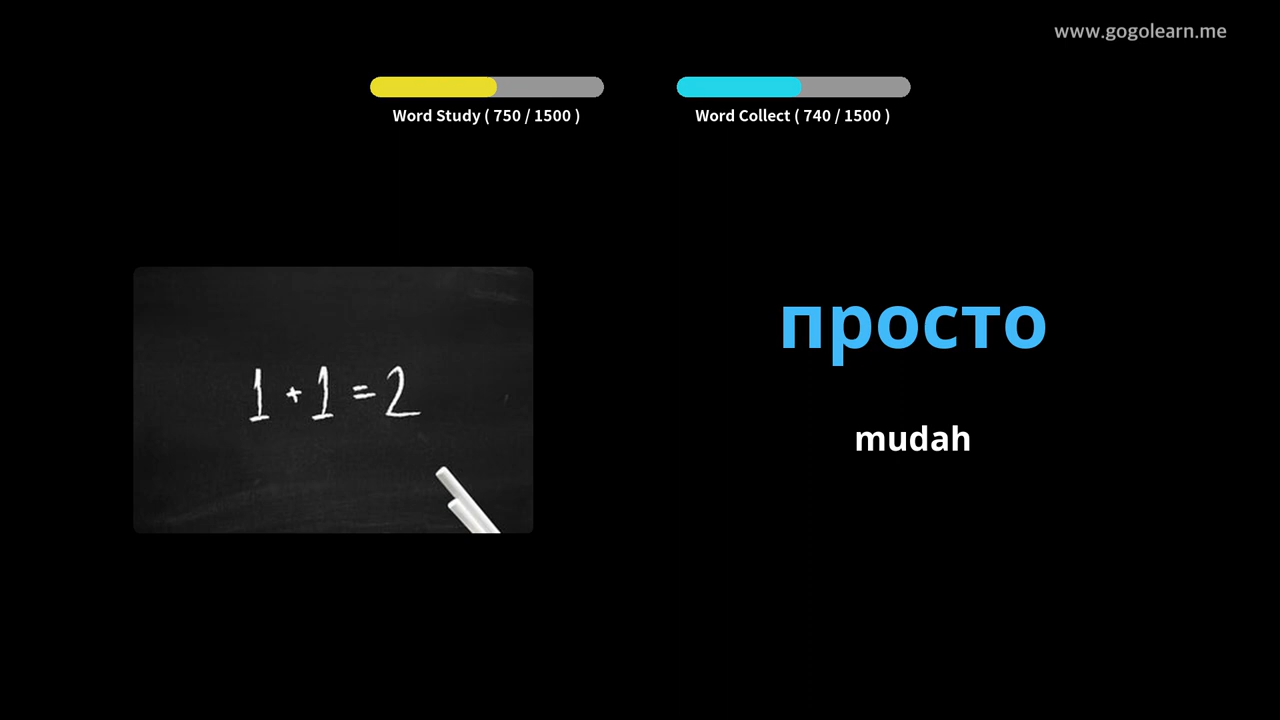 www.gogolearn.me
Word Study ( 750 / 1500 )
Word Collect ( 740 / 1500 )
1 + 1 = 2
просто
mudah